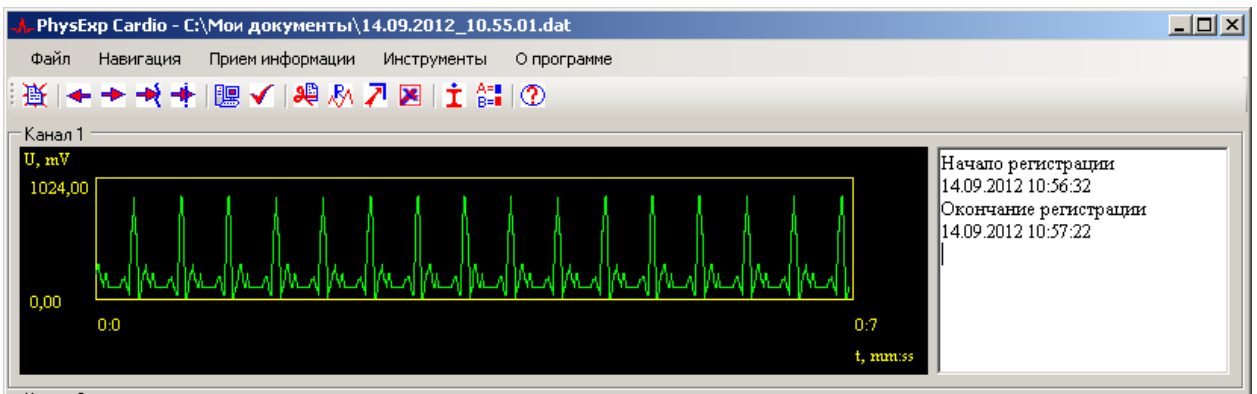 PhysExp Cardio - C:\Мои документы\14.09.2012_10.55.01.dat
Файл Навигация Прием информации Инструменты О программе
A=
B=
Канал 1
U, mV
1024,00
0,00
0:0
0:7
t, mm:ss
Начало регистрации
14.09.2012 10:56:32
Окончание регистрации
14.09.2012 10:57:22